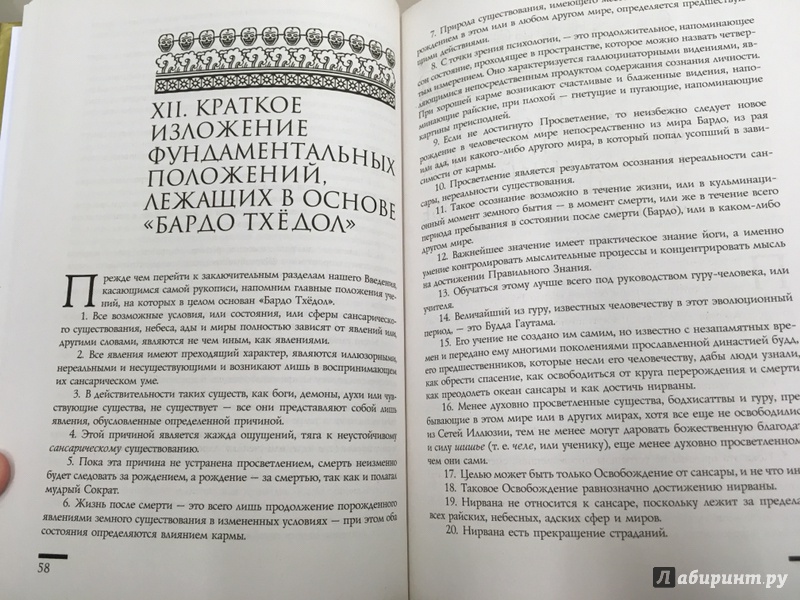 XII. КРАТКОЕ
ИЗЛОЖЕНИЕ
ФУНДАМЕНТАЛЬНЫХ
ПОЛОЖЕНИЙ,
ЛЕЖАЩИХ В ОСНОВЕ
«БАРДО ТХЁДОЛ»
Прежде чем перейти к заключительным разделам нашего Введения,
касающимся самой рукописи, напомним главные положения уче-
ний, на которых в целом основан «Бардо Тхёдол».
1. Все возможные условия, или состояния, или сферы сансарическо-
го существования, небеса, ады и миры полностью зависят от явлений или,
другими словами, являются не чем иным, как явлениями.
2. Все явления имеют преходящий характер, являются иллюзорными,
нереальными и несуществующими и возникают лишь в воспринимающем
их сансарическом уме.
3. В действительности таких существ, как боги, демоны, духи или чув-
ствующие существа, не существует — все они представляют собой лишь
явления, обусловленные определенной причиной.
4. Этой причиной является жажда ощущений, тяга к неустойчивому
сансарическому существованию.
5. Пока эта причина не устранена просветлением, смерть неизменно
будет следовать за рождением, а рождение — за смертью, так как и полагал
мудрый Сократ.
6. Жизнь после смерти — это всего лишь продолжение порожденного
явлениями земного существования в измененных условиях — при этом оба
состояния определяются влиянием кармы.
58
7. Природа существования, имеющего место
рождением в этом или в любом другом мире, определяется предшеству
щими действиями.
8. С точки зрения психологии, — это продолжительное, напоминающее
сон состояние, проходящее в пространстве, которое можно назвать четвер-
тым измерением. Оно характеризуется галлюцинаторными видениями, яв-
ляющимися непосредственным продуктом содержания сознания личности.
При хорошей карме возникают счастливые и блаженные видения, напо-
минающие райские, при плохой — гнетущие и пугающие, напоминающие
картины преисподней.
9. Если не достигнуто Просветление, то неизбежно следует новое
рождение в человеческом мире непосредственно из мира Бардо, из рая
или ада, или какого-либо другого мира, в который попал усопший в зави-
симости от кармы.
10. Просветление является результатом осознания нереальности сан-
сары, нереальности существования.
11. Такое осознание возможно в течение жизни, или в кульминаци-
онный момент земного бытия — в момент смерти, или же в течение всего
периода пребывания в состоянии после смерти (Бардо), или в каком-либо
другом мире.
12. Важнейшее значение имеет практическое знание йоги, а именно
умение контролировать мыслительные процессы и концентрировать мысль
на достижении Правильного Знания.
13. Обучаться этому лучше всего под руководством гуру-человека, или
учителя.
14. Величайший из гуру, известных человечеству в этот эволюционный
период — это Будда Гаутама.
15. Его учение не создано им самим, но известно с незапамятных вре-
мен и передано ему многими поколениями прославленной династией будд,
его предшественников, которые несли его человечеству, дабы люди узнали,
как обрести спасение, как освободиться от круга перерождения и смерти
как преодолеть океан сансары и как достичь нирваны.
16. Менее духовно просветленные существа, бодхисаттвы и гуру, пре-
бывающие в этом мире или в других мирах, хотя все еще не освободились
из Сетей Иллюзии, тем не менее могут даровать божественную благодать
и силу шишье (т. е. челе, или ученику), еще менее духовно просветленном
чем они сами.
17. Целью может быть только Освобождение от сансары, и не что ин
18. Таковое Освобождение равнозначно достижению нирваны.
19. Нирвана не относится к сансаре, поскольку лежит за предела
всех райских, небесных, адских сфер и миров.
20. Нирвана есть прекращение страданий.
Лабиринт.ру